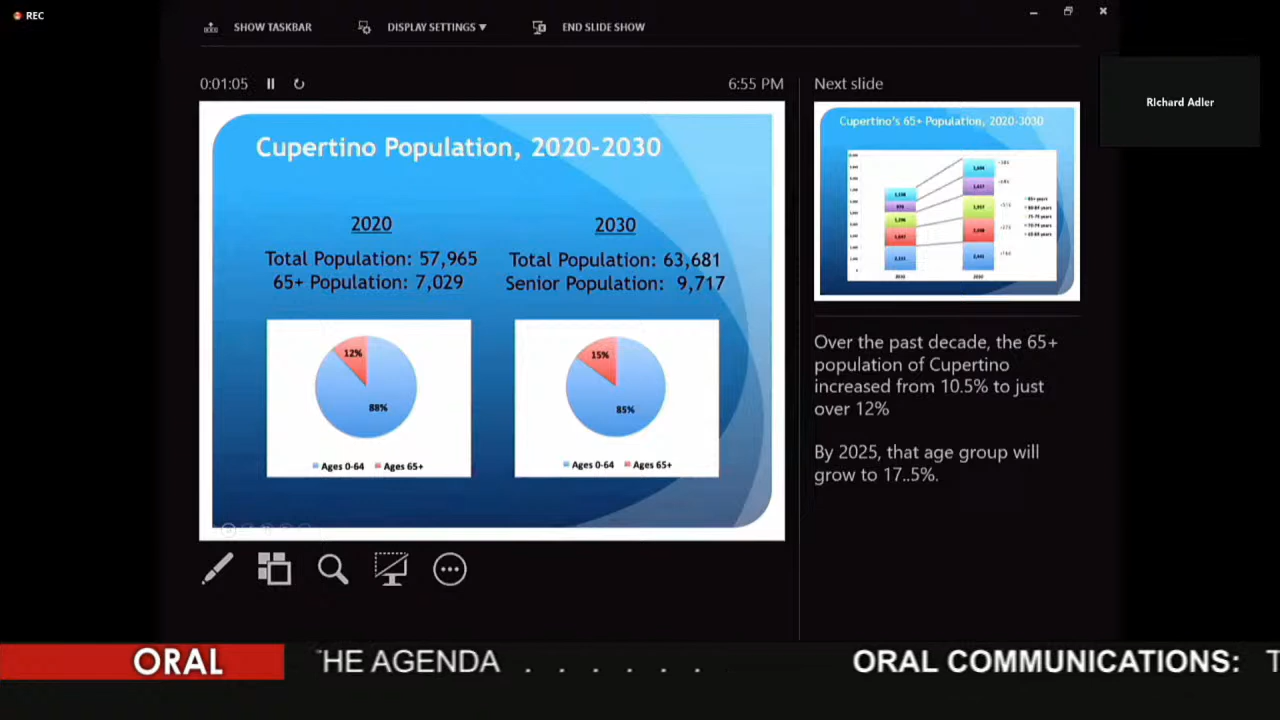 REC
SHOW TASKBAR
DISPLAY SETTINGS
END SLIDE SHOW
0:01:05
6:55 PM
Next slide
Richard Adler
Cupertino Population, 2020-2030
2020
2030
Total Population: 57,965
65+ Population: 7,029
Total Population: 63,681
Senior Population: 9,717
12%
88%
Ages 0-64 Ages 65+
15%
85%
Ages 0-64 Ages 65+
Cupertino's 65+ Population, 2020-3030
Over the past decade, the 65+
population of Cupertino
increased from 10.5% to just
over 12%
By 2025, that age group will
grow to 17..5%.
ORAL
HE AGENDA . . . . . . ORAL COMMUNICATIONS: T